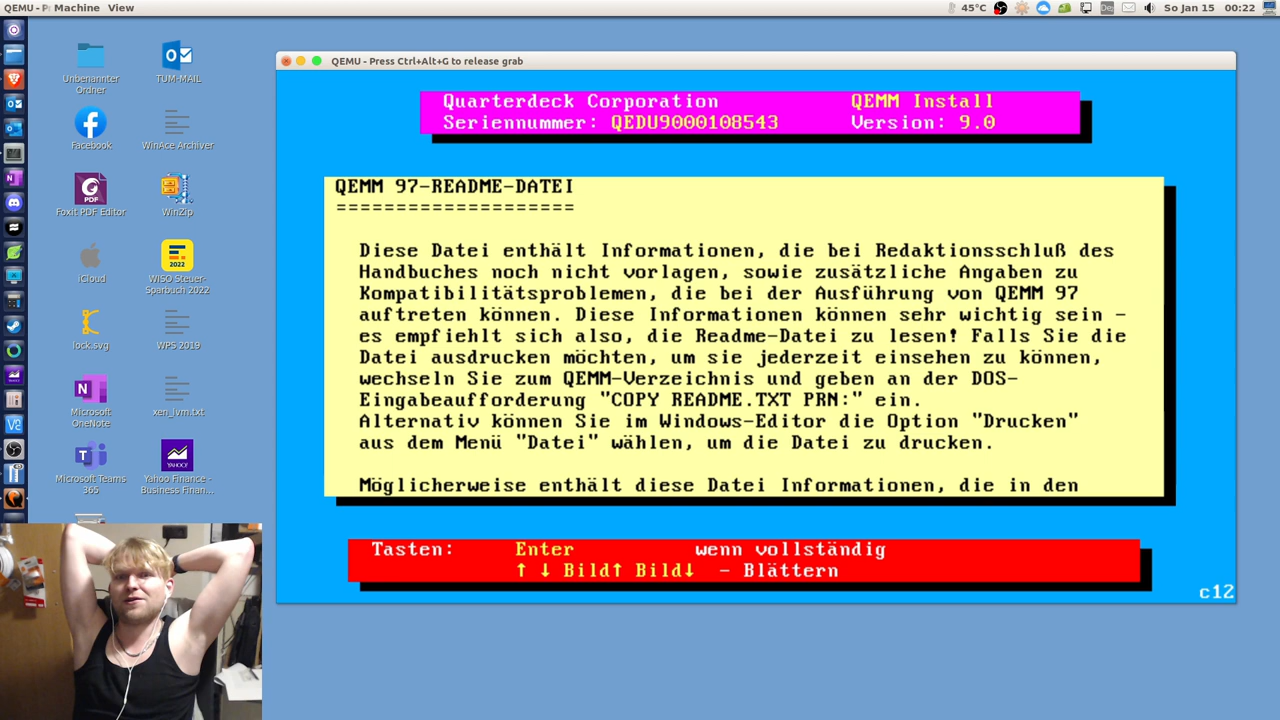 QEMU - P
Machine View
45°C
De
So Jan 15 00:22
QEMU - Press Ctrl+Alt+G to release grab
Unbenannter
Ordner
TUM-MAIL
Facebook
WinAce Archiver
Foxit PDF Editor
WinZip
iCloud
WISO Steuer-
Sparbuch 2022
lock.svg
WPS 2019
Microsoft
OneNote
xen_lvm.txt
Microsoft Teams
365
Yahoo Finance -
Business Finan...
Quarterdeck Corporation QEMM Install
Seriennummer: QEDU9000108543 Version: 9.0
QEMM 97-README-DATEI
====================
Diese Datei enthält Informationen, die bei Redaktionsschluß des
Handbuches noch nicht vorlagen, sowie zusätzliche Angaben zu
Kompatibilitätsproblemen, die bei der Ausführung von QEMM 97
auftreten können. Diese Informationen können sehr wichtig sein -
es empfiehlt sich also, die Readme-Datei zu lesen! Falls Sie die
Datei ausdrucken möchten, um sie jederzeit einsehen zu können,
wechseln Sie zum QEMM-Verzeichnis und geben an der DOS-
Eingabeaufforderung "COPY README.TXT PRN:" ein.
Alternativ können Sie im Windows-Editor die Option "Drucken"
aus dem Menü "Datei" wählen, um die Datei zu drucken.
Möglicherweise enthält diese Datei Informationen, die in den
Tasten: Enter wenn vollständig
↑ ↓ Bild↑ Bild↓ - Blättern
c12